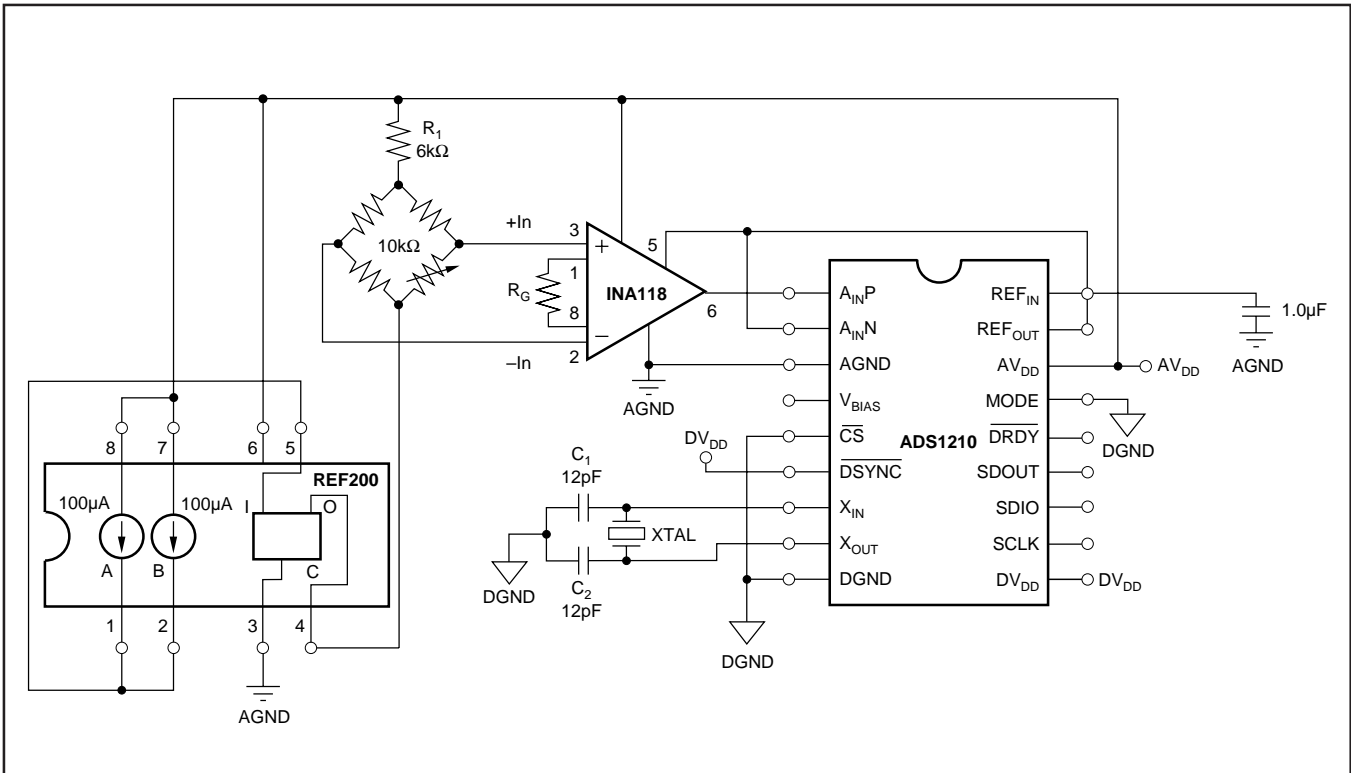 R1
6kΩ
10kΩ
+In
–In
3
+
1
RG
8
–
2
5
INA118
6
AGND
AINP
AINN
AGND
VBIAS
CS
DSYNC
XIN
XOUT
DGND
ADS1210
REFIN
REFOUT
AVDD
MODE
DRDY
SDOUT
SDIO
SCLK
DVDD
1.0µF
AGND
AVDD
DGND
DVDD
DVDD
C1
12pF
XTAL
C2
12pF
DGND
DGND
8
7
6
5
REF200
100µA
100µA
I
O
A
B
C
1
2
3
4
AGND